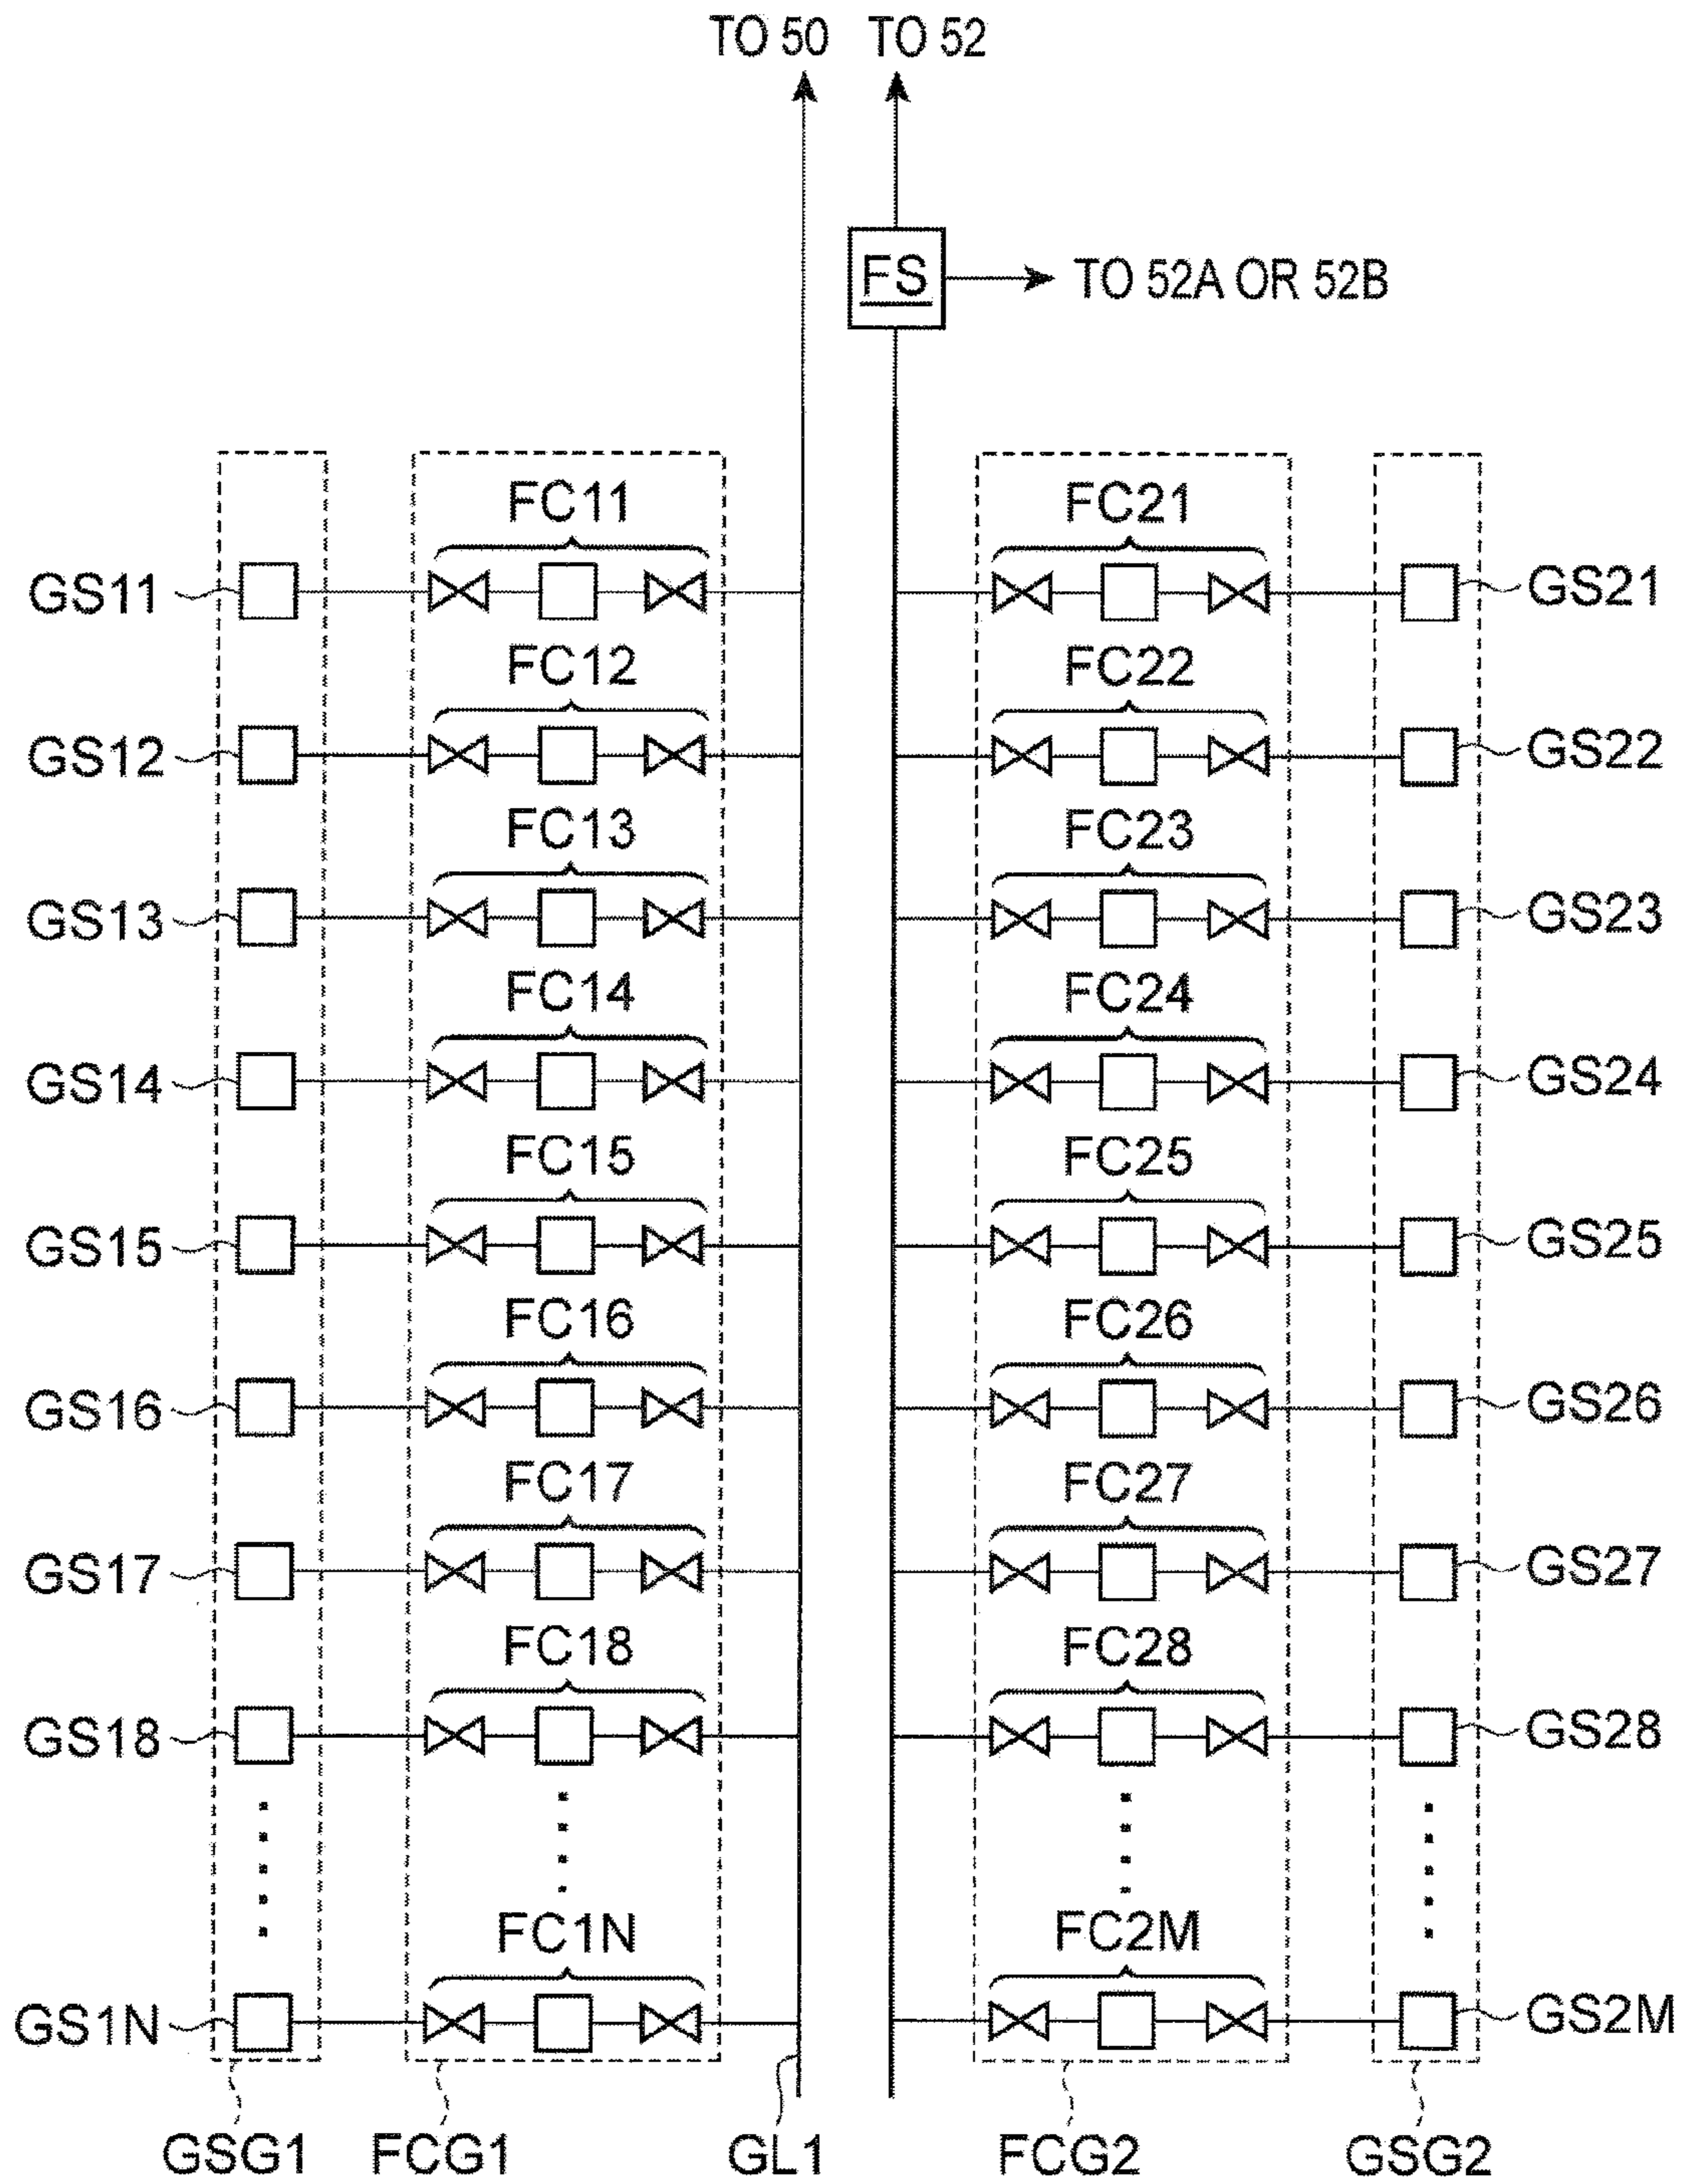 TO 50 TO 52
FS
TO 52A OR 52B
FC11 FC21
GS11 GS21
FC12 FC22
GS12 GS22
FC13 FC23
GS13 GS23
FC14 FC24
GS14 GS24
FC15 FC25
GS15 GS25
FC16 FC26
GS16 GS26
FC17 FC27
GS17 GS27
FC18 FC28
GS18 GS28
FC1N FC2M
GS1N GS2M
GSG1 FCG1 GL1 FCG2 GSG2